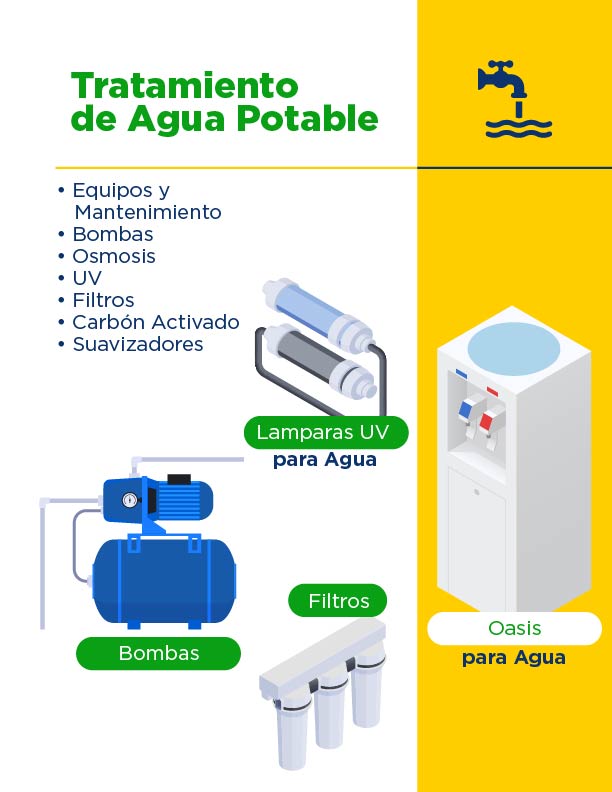 Tratamiento
de Agua Potable
• Equipos y
Mantenimiento
• Bombas
• Osmosis
• UV
• Filtros
• Carbón Activado
• Suavizadores
Lamparas UV
para Agua
Filtros
Bombas
Oasis
para Agua